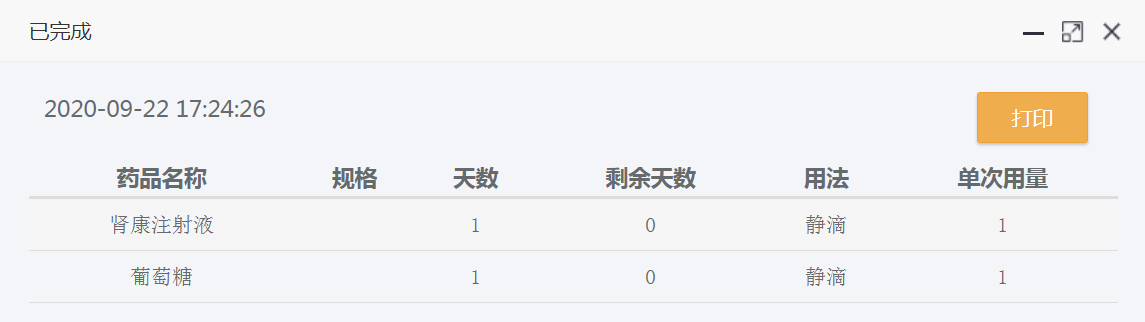 已完成
2020-09-22 17:24:26
打印
药品名称 规格 天数 剩余天数 用法 单次用量
肾康注射液 1 0 静滴 1
葡萄糖 1 0 静滴 1